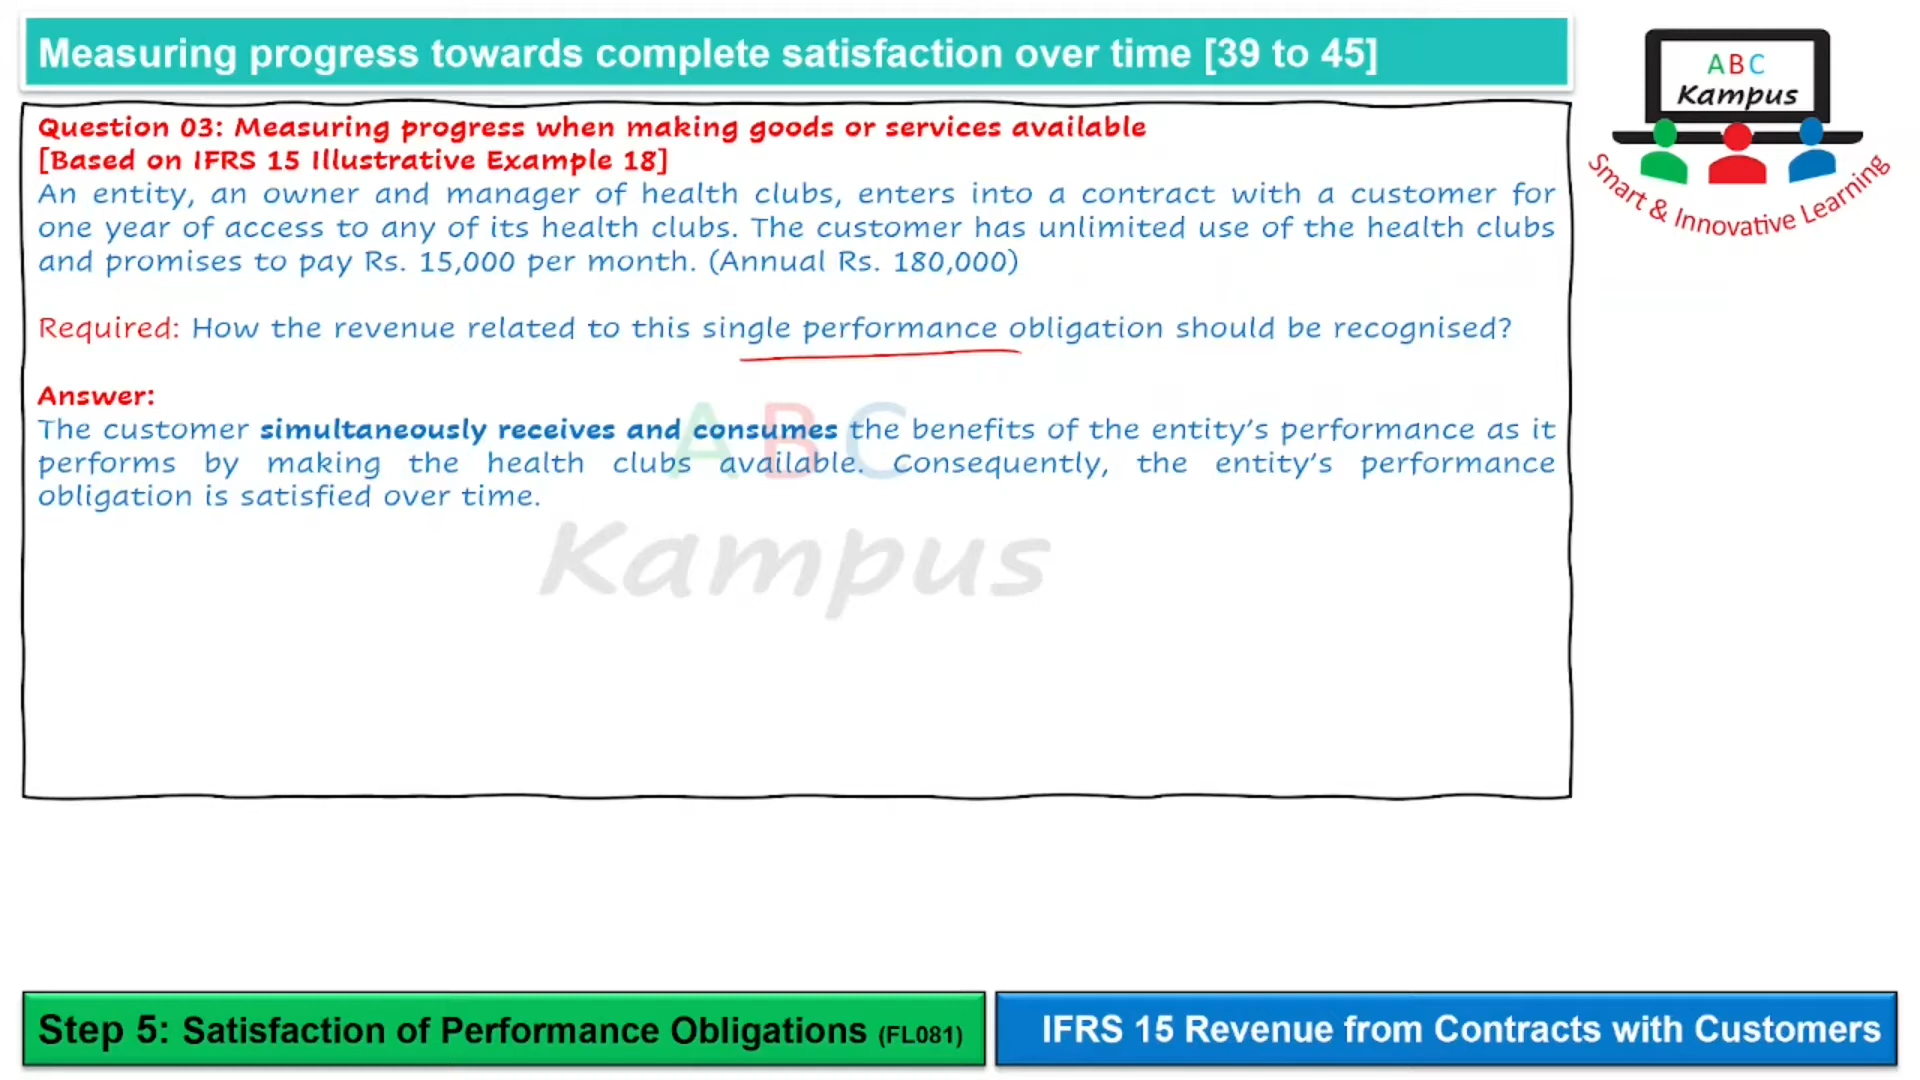 Measuring progress towards complete satisfaction over time [39 to 45]
ABC
Kampus
Smart & Innovative Learning
Question 03: Measuring progress when making goods or services available
[Based on IFRS 15 Illustrative Example 18]
An entity, an owner and manager of health clubs, enters into a contract with a customer for
one year of access to any of its health clubs. The customer has unlimited use of the health clubs
and promises to pay Rs. 15,000 per month. (Annual Rs. 180,000)
Required: How the revenue related to this single performance obligation should be recognised?
Answer:
The customer simultaneously receives and consumes the benefits of the entity's performance as it
performs by making the health clubs available. Consequently, the entity's performance
obligation is satisfied over time.
ABC
Kampus
Step 5: Satisfaction of Performance Obligations (FL081)
IFRS 15 Revenue from Contracts with Customers